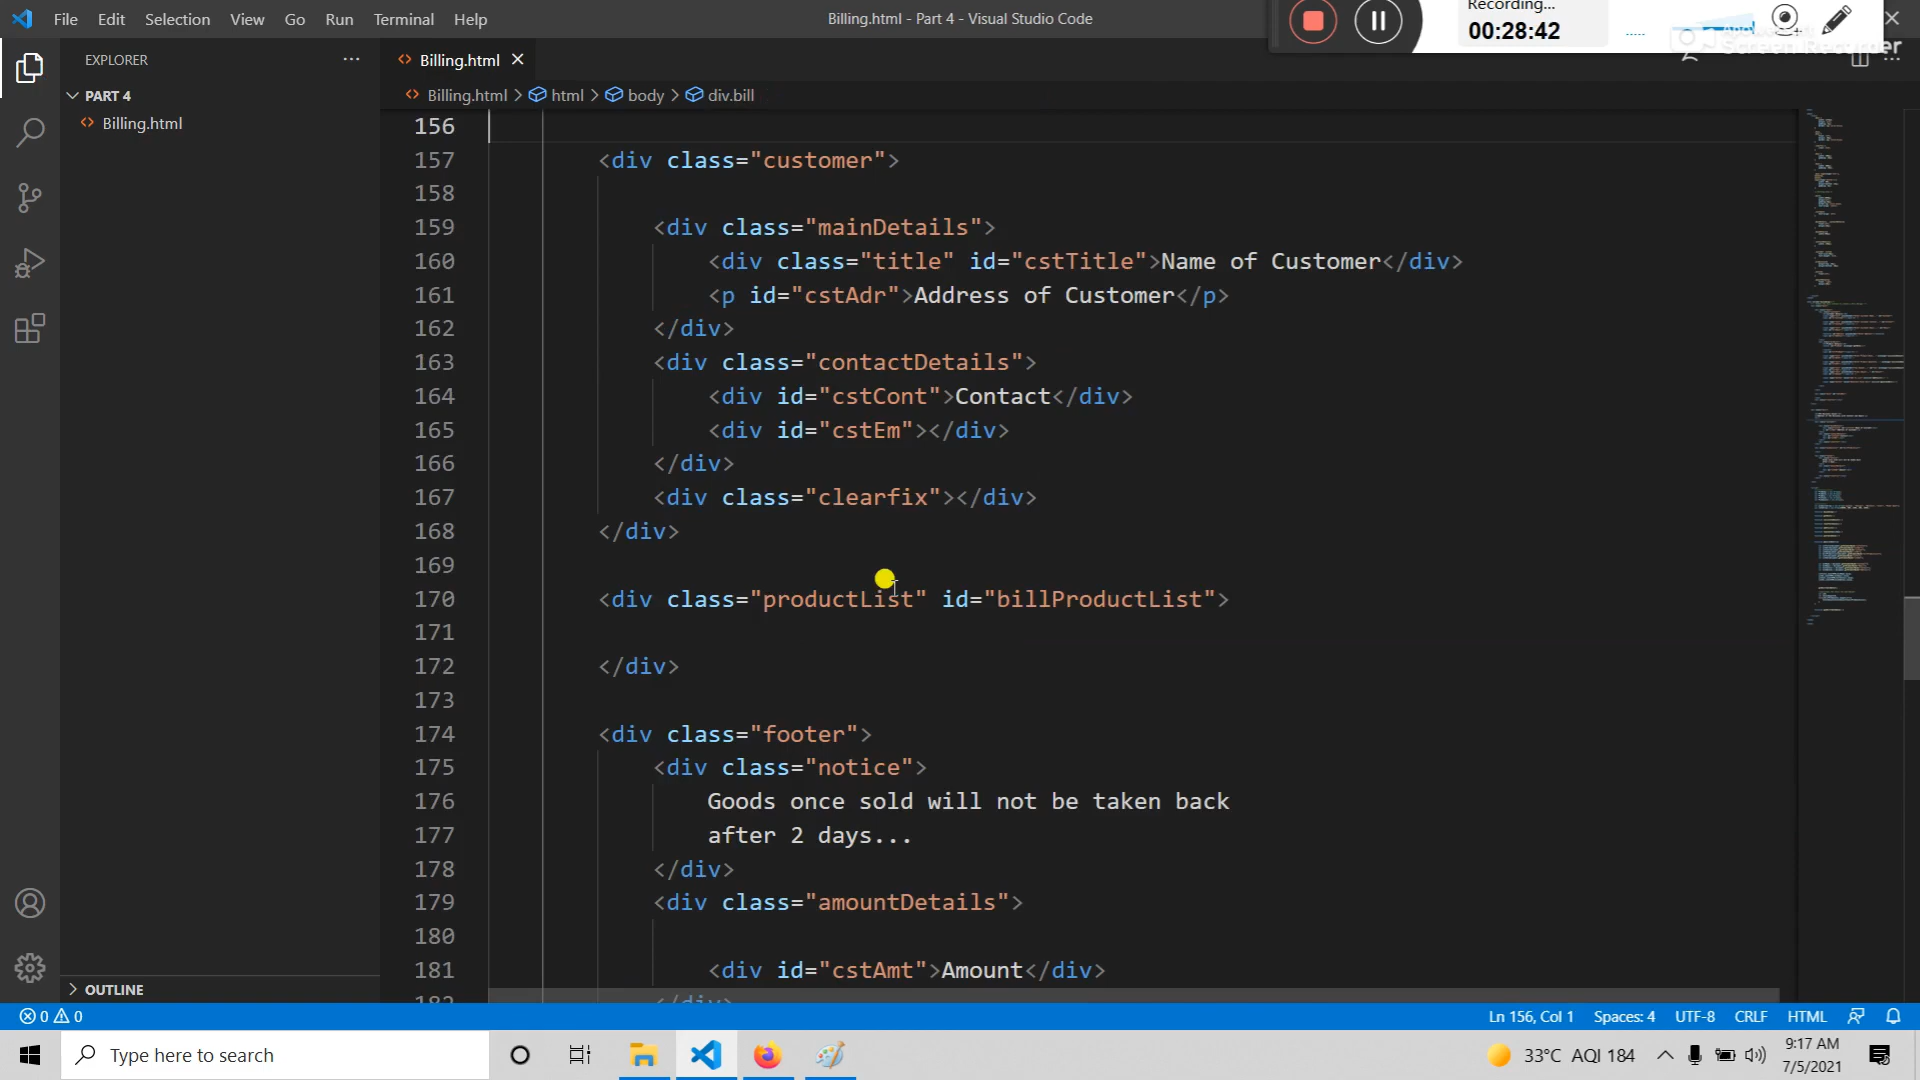 File Edit Selection View Go Run Terminal Help
Billing.html - Part 4 - Visual Studio Code
Recording...
00:28:42
Screen Recorder
EXPLORER
PART 4
Billing.html
OUTLINE
Billing.html
Billing.html > html > body > div.bill
156
157 <div class="customer">
158
159 <div class="mainDetails">
160 <div class="title" id="cstTitle">Name of Customer</div>
161 <p id="cstAdr">Address of Customer</p>
162 </div>
163 <div class="contactDetails">
164 <div id="cstCont">Contact</div>
165 <div id="cstEm"></div>
166 </div>
167 <div class="clearfix"></div>
168 </div>
169
170 <div class="productList" id="billProductList">
171
172 </div>
173
174 <div class="footer">
175 <div class="notice">
176 Goods once sold will not be taken back
177 after 2 days...
178 </div>
179 <div class="amountDetails">
180
181 <div id="cstAmt">Amount</div>
182 </div>
0 0
Ln 156, Col 1 Spaces: 4 UTF-8 CRLF HTML
Type here to search
33°C AQI 184
9:17 AM
7/5/2021